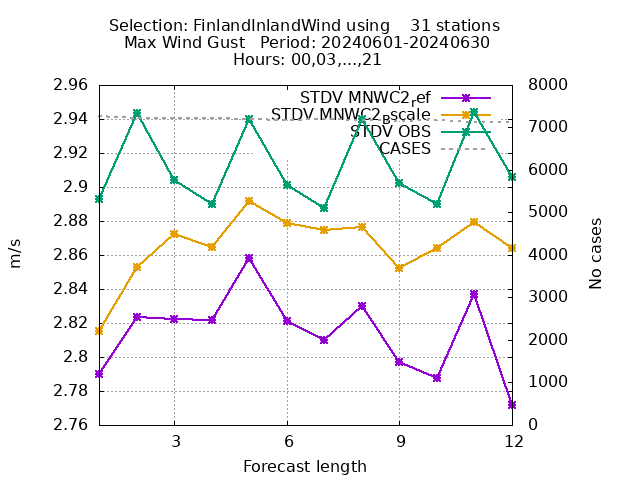 Selection: FinlandInlandWind using 31 stations
Max Wind Gust Period: 20240601-20240630
Hours: 00,03,...,21
2.96
2.94
2.92
2.9
2.88
2.86
2.84
2.82
2.8
2.78
2.76
8000
7000
6000
5000
4000
3000
2000
1000
0
STDV MNWC2ref
STDV MNWC2Bscale
STDV OBS
CASES
m/s
No cases
3
6
9
12
Forecast length